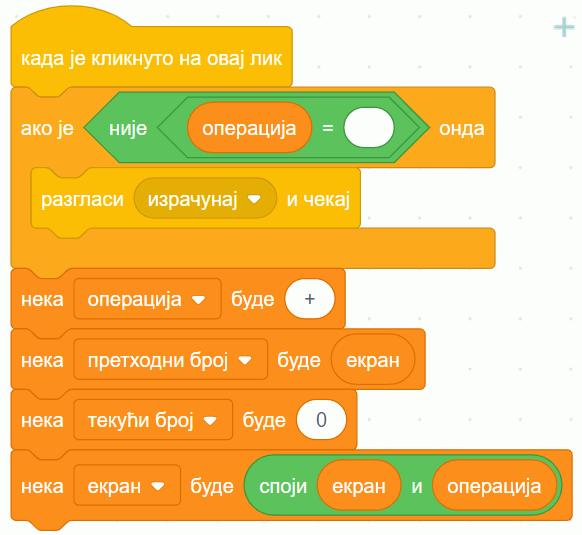 када је кликнуто на овај лик
ако је није операција = онда
разгласи израчунај и чекај
нека операција буде +
нека претходни број буде екран
нека текући број буде 0
нека екран буде споји екран и операција